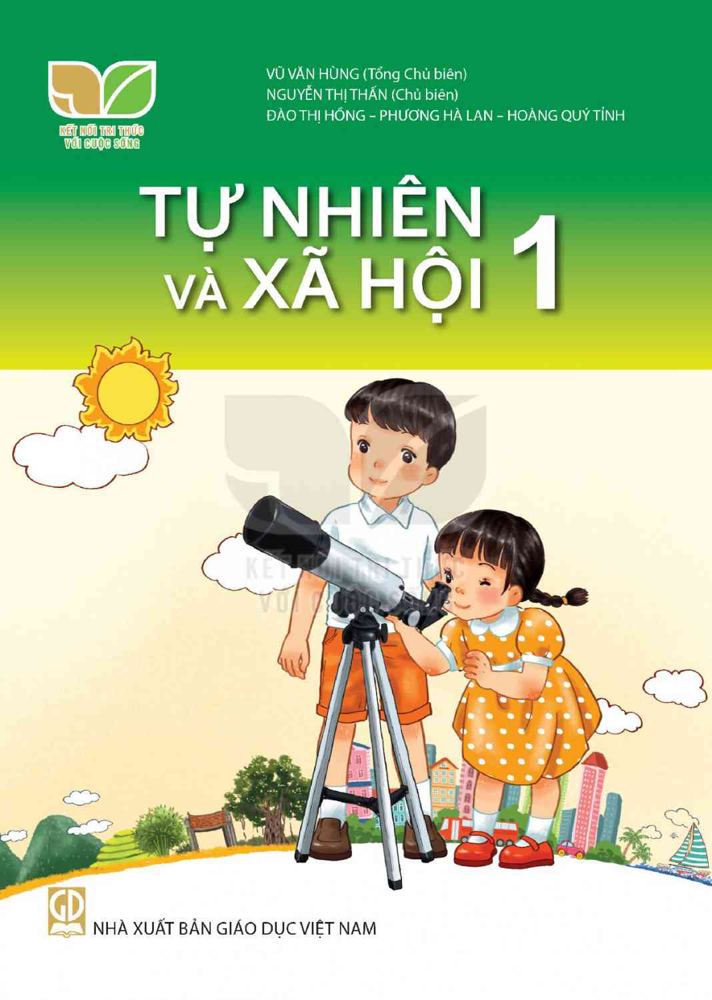 VŨ VĂN HÙNG (Tổng Chủ biên)
NGUYỄN THỊ THẤN (Chủ biên)
ĐÀO THỊ HỒNG – PHƯƠNG HÀ LAN – HOÀNG QUÝ TỈNH
KẾT NỐI TRI THỨC
VỚI CUỘC SỐNG
TỰ NHIÊN
VÀ XÃ HỘI 1
KẾT NỐI TRI THỨC
VỚI CUỘC SỐNG
GD
NHÀ XUẤT BẢN GIÁO DỤC VIỆT NAM